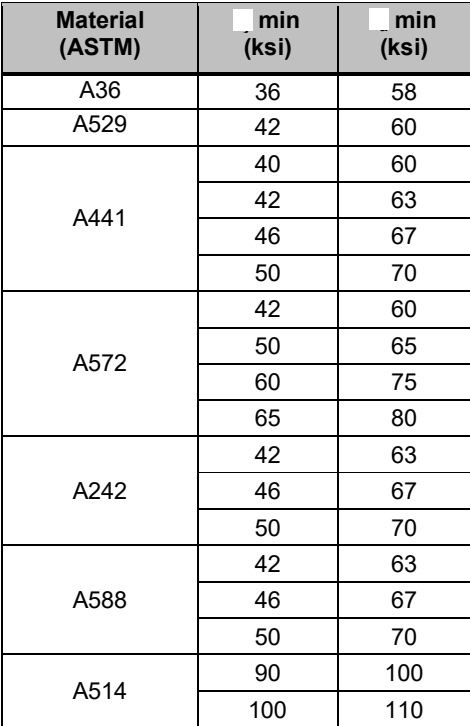 Material
(ASTM)
min
(ksi)
min
(ksi)
A36 36 58
A529 42 60
A441
40 60
42 63
46 67
50 70
A572
42 60
50 65
60 75
65 80
A242
42 63
46 67
50 70
A588
42 63
46 67
50 70
A514
90 100
100 110